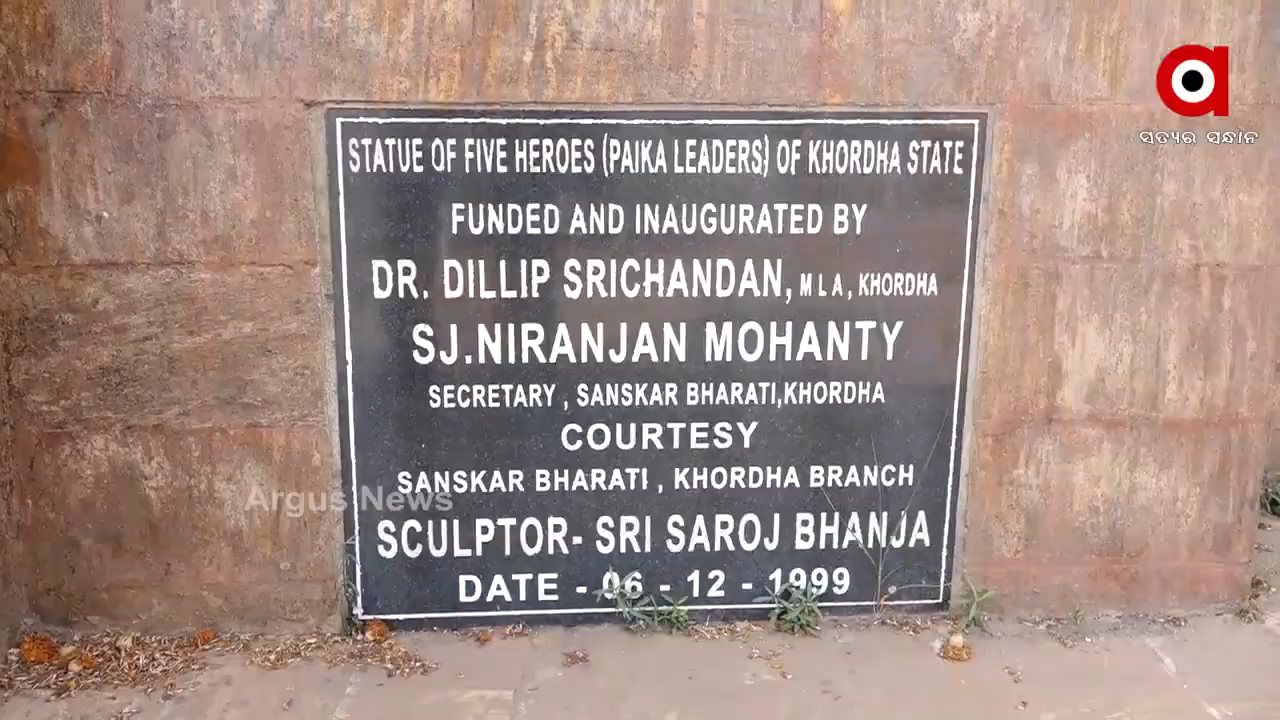 ସତ୍ୟର ସନ୍ଧାନ
STATUE OF FIVE HEROES (PAIKA LEADERS) OF KHORDHA STATE
FUNDED AND INAUGURATED BY
DR. DILLIP SRICHANDAN, M L A , KHORDHA
SJ.NIRANJAN MOHANTY
SECRETARY , SANSKAR BHARATI,KHORDHA
COURTESY
SANSKAR BHARATI , KHORDHA BRANCH
Argus News
SCULPTOR- SRI SAROJ BHANJA
DATE - 06 - 12 - 1999